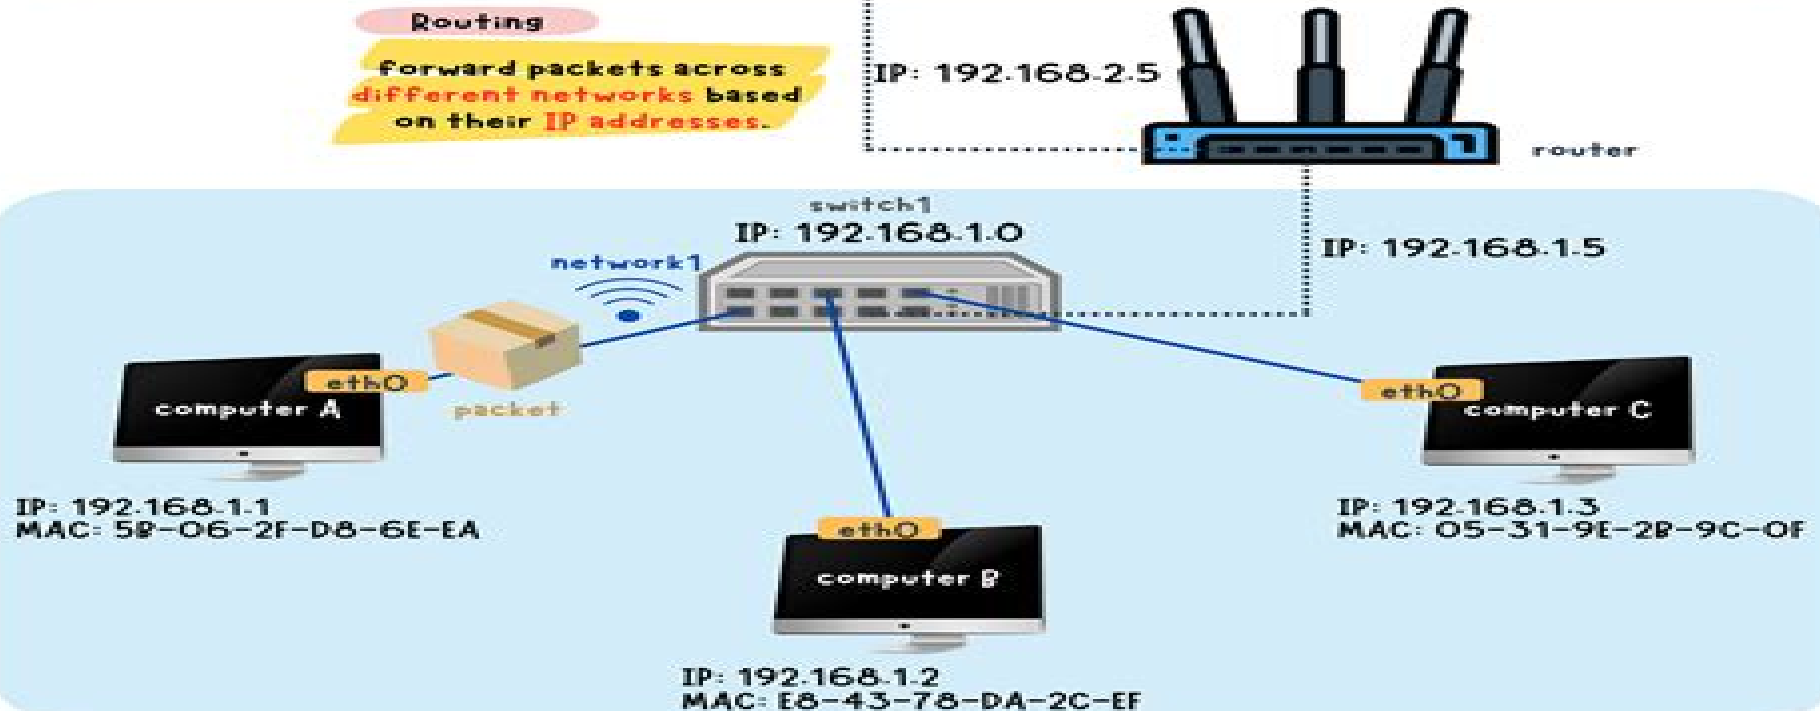 Routing
forward packets across
different networks based
on their IP addresses.
IP: 192.168.2.5
router
switch1
IP: 192.168.1.0
IP: 192.168.1.5
network1
eth0
computer A
packet
eth0
computer C
IP: 192.168.1.1
MAC: 5B-06-2F-D8-6E-EA
IP: 192.168.1.3
MAC: 05-31-9E-2B-9C-0F
eth0
computer B
IP: 192.168.1.2
MAC: E8-43-78-DA-2C-EF